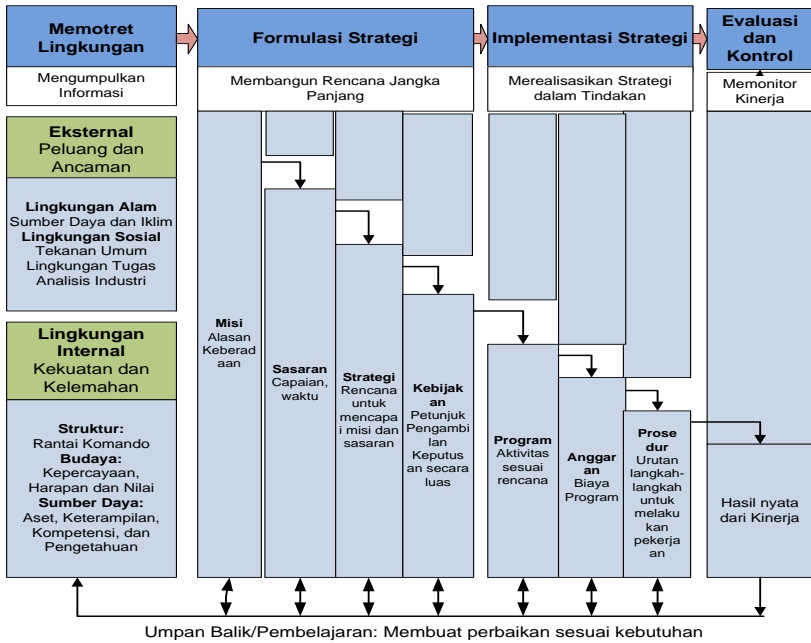 Memotret
Lingkungan
Mengumpulkan
Informasi
Formulasi Strategi
Membangun Rencana Jangka
Panjang
Implementasi Strategi
Merealisasikan Strategi
dalam Tindakan
Evaluasi
dan
Kontrol
Memonitor
Kinerja
Eksternal
Peluang dan
Ancaman
Lingkungan Alam
Sumber Daya dan Iklim
Lingkungan Sosial
Tekanan Umum
Lingkungan Tugas
Analisis Industri
Lingkungan
Internal
Kekuatan dan
Kelemahan
Struktur:
Rantai Komando
Budaya:
Kepercayaan,
Harapan dan Nilai
Sumber Daya:
Aset, Keterampilan,
Kompetensi, dan
Pengetahuan
Misi
Alasan
Keberad
aan
Sasaran
Capaian,
waktu
Strategi
Rencana
untuk
mencapa
i misi dan
sasaran
Kebijak
an
Petunjuk
Pengambi
lan
Keputus
an secara
luas
Program
Aktivitas
sesuai
rencana
Anggar
an
Biaya
Program
Prose
dur
Urutan
langkah-
langkah
untuk
melaku
kan
pekerja
an
Hasil nyata
dari Kinerja
Umpan Balik/Pembelajaran: Membuat perbaikan sesuai kebutuhan